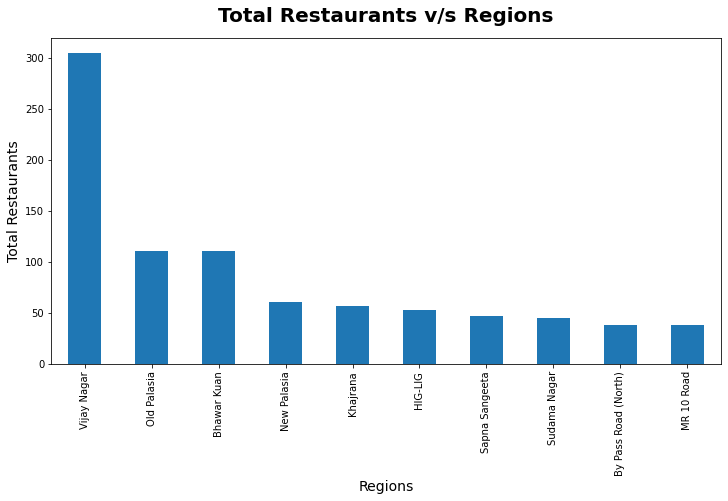 Total Restaurants v/s Regions
Total Restaurants
300
250
200
150
100
50
0
Vijay Nagar
Old Palasia
Bhawar Kuan
New Palasia
Khajrana
HIG-LIG
Sapna Sangeeta
Sudama Nagar
By Pass Road (North)
MR 10 Road
Regions